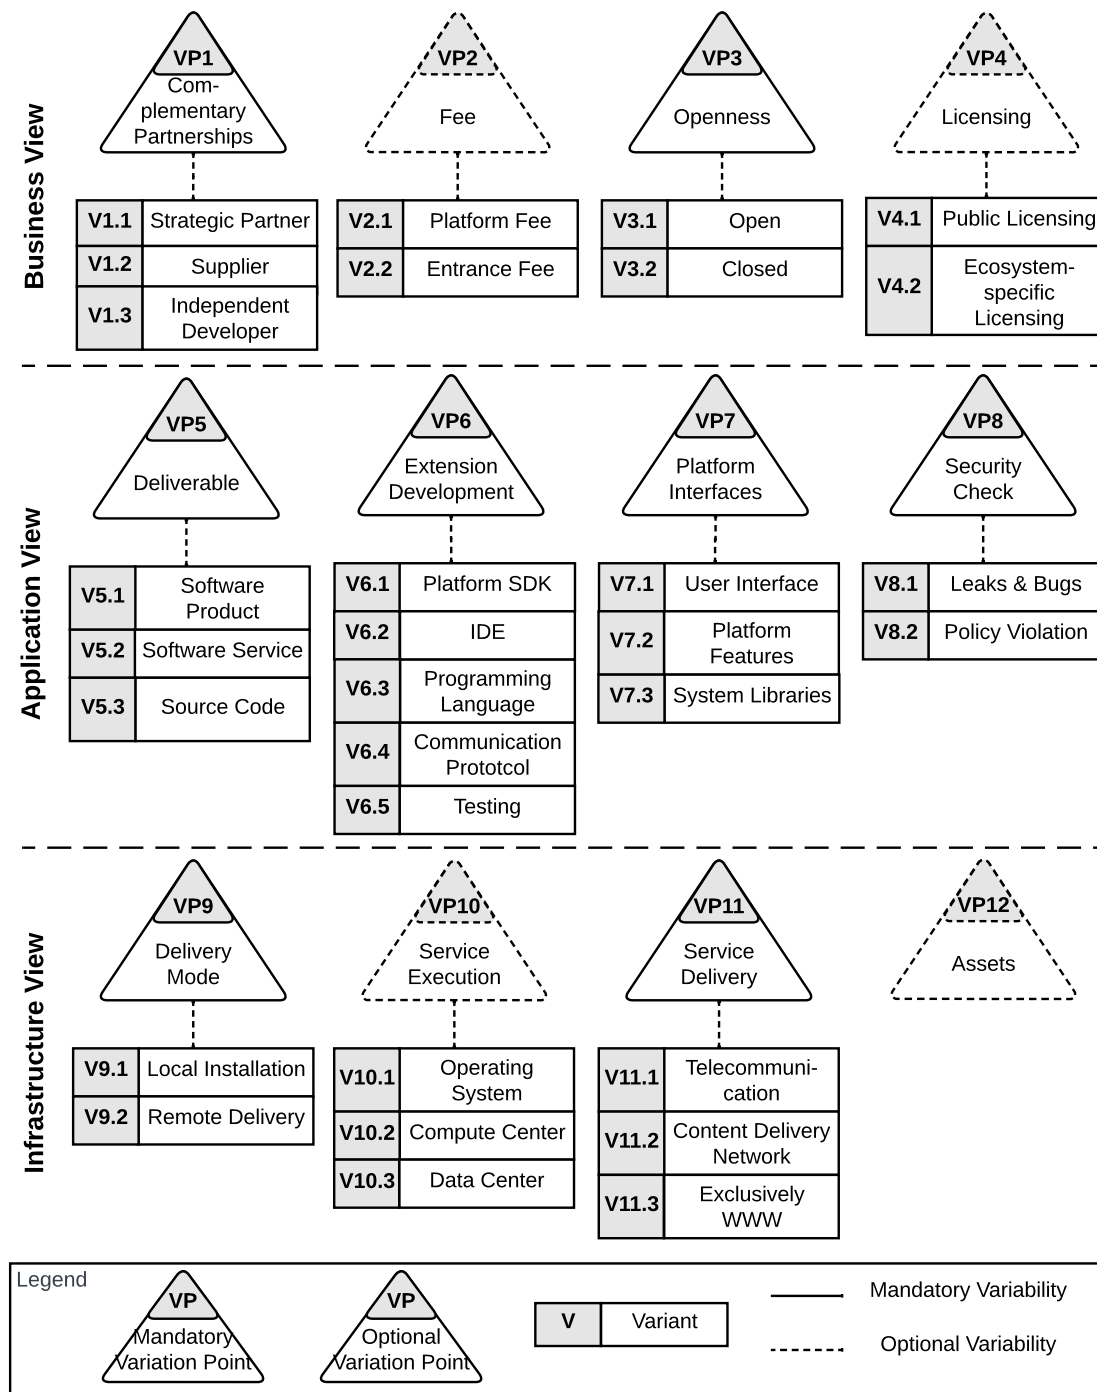 Business View
VP1
Com-
plementary
Partnerships
V1.1 Strategic Partner
V1.2 Supplier
V1.3 Independent
Developer
VP2
Fee
V2.1 Platform Fee
V2.2 Entrance Fee
VP3
Openness
V3.1 Open
V3.2 Closed
VP4
Licensing
V4.1 Public Licensing
V4.2 Ecosystem-
specific
Licensing
Application View
VP5
Deliverable
V5.1 Software
Product
V5.2 Software Service
V5.3 Source Code
VP6
Extension
Development
V6.1 Platform SDK
V6.2 IDE
V6.3 Programming
Language
V6.4 Communication
Prototcol
V6.5 Testing
VP7
Platform
Interfaces
V7.1 User Interface
V7.2 Platform
Features
V7.3 System Libraries
VP8
Security
Check
V8.1 Leaks & Bugs
V8.2 Policy Violation
Infrastructure View
VP9
Delivery
Mode
V9.1 Local Installation
V9.2 Remote Delivery
VP10
Service
Execution
V10.1 Operating
System
V10.2 Compute Center
V10.3 Data Center
VP11
Service
Delivery
V11.1 Telecommuni-
cation
V11.2 Content Delivery
Network
V11.3 Exclusively
WWW
VP12
Assets
Legend
VP
Mandatory
Variation Point
VP
Optional
Variation Point
V Variant
Mandatory Variability
Optional Variability